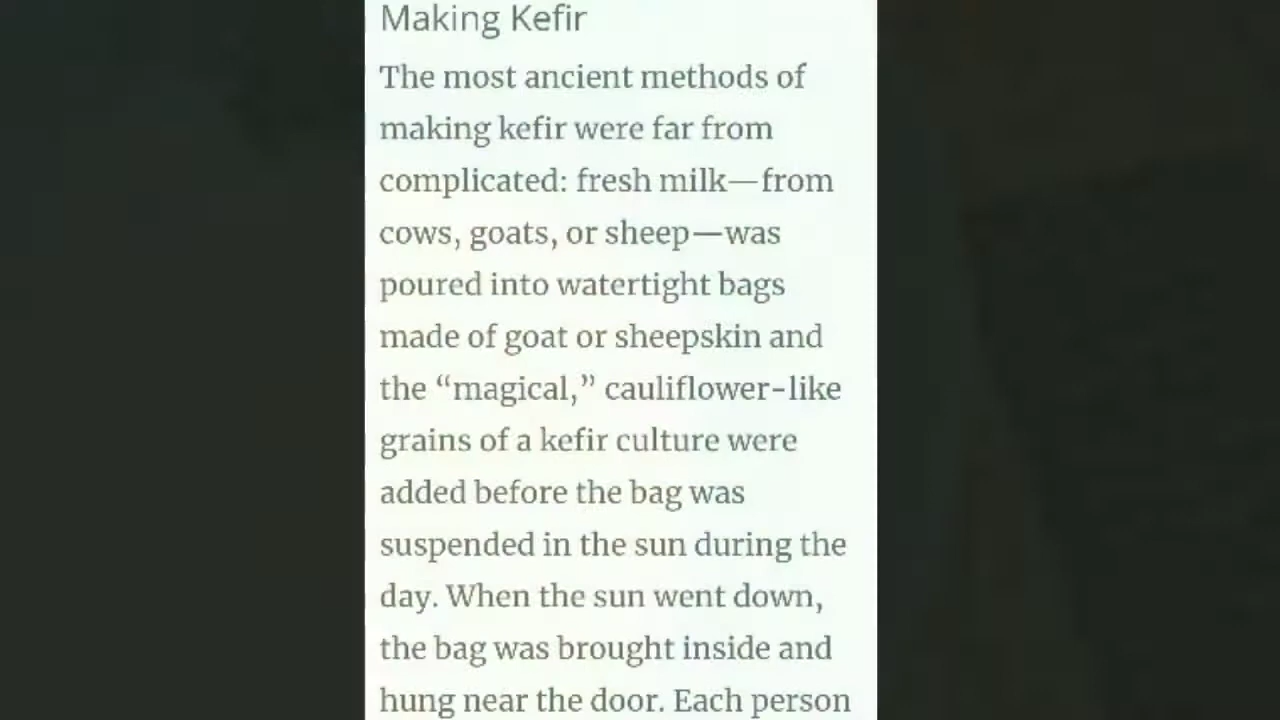 Making Kefir
The most ancient methods of
making kefir were far from
complicated: fresh milk—from
cows, goats, or sheep—was
poured into watertight bags
made of goat or sheepskin and
the “magical,” cauliflower-like
grains of a kefir culture were
added before the bag was
suspended in the sun during the
day. When the sun went down,
the bag was brought inside and
hung near the door. Each person